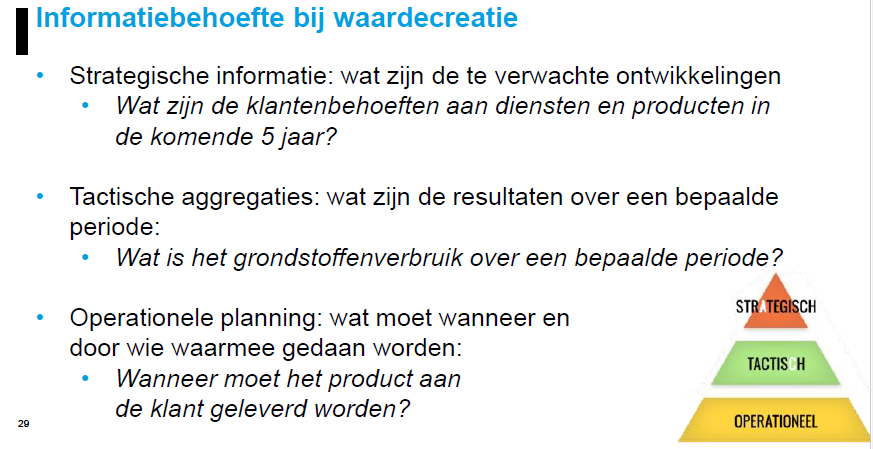 Informatiebehoefte bij waardecreatie
• Strategische informatie: wat zijn de te verwachte ontwikkelingen
• Wat zijn de klantenbehoeften aan diensten en producten in
de komende 5 jaar?
• Tactische aggregaties: wat zijn de resultaten over een bepaalde
periode:
• Wat is het grondstoffenverbruik over een bepaalde periode?
• Operationele planning: wat moet wanneer en
door wie waarmee gedaan worden:
• Wanneer moet het product aan
de klant geleverd worden?
STRATEGISCH
TACTISCH
OPERATIONEEL
29